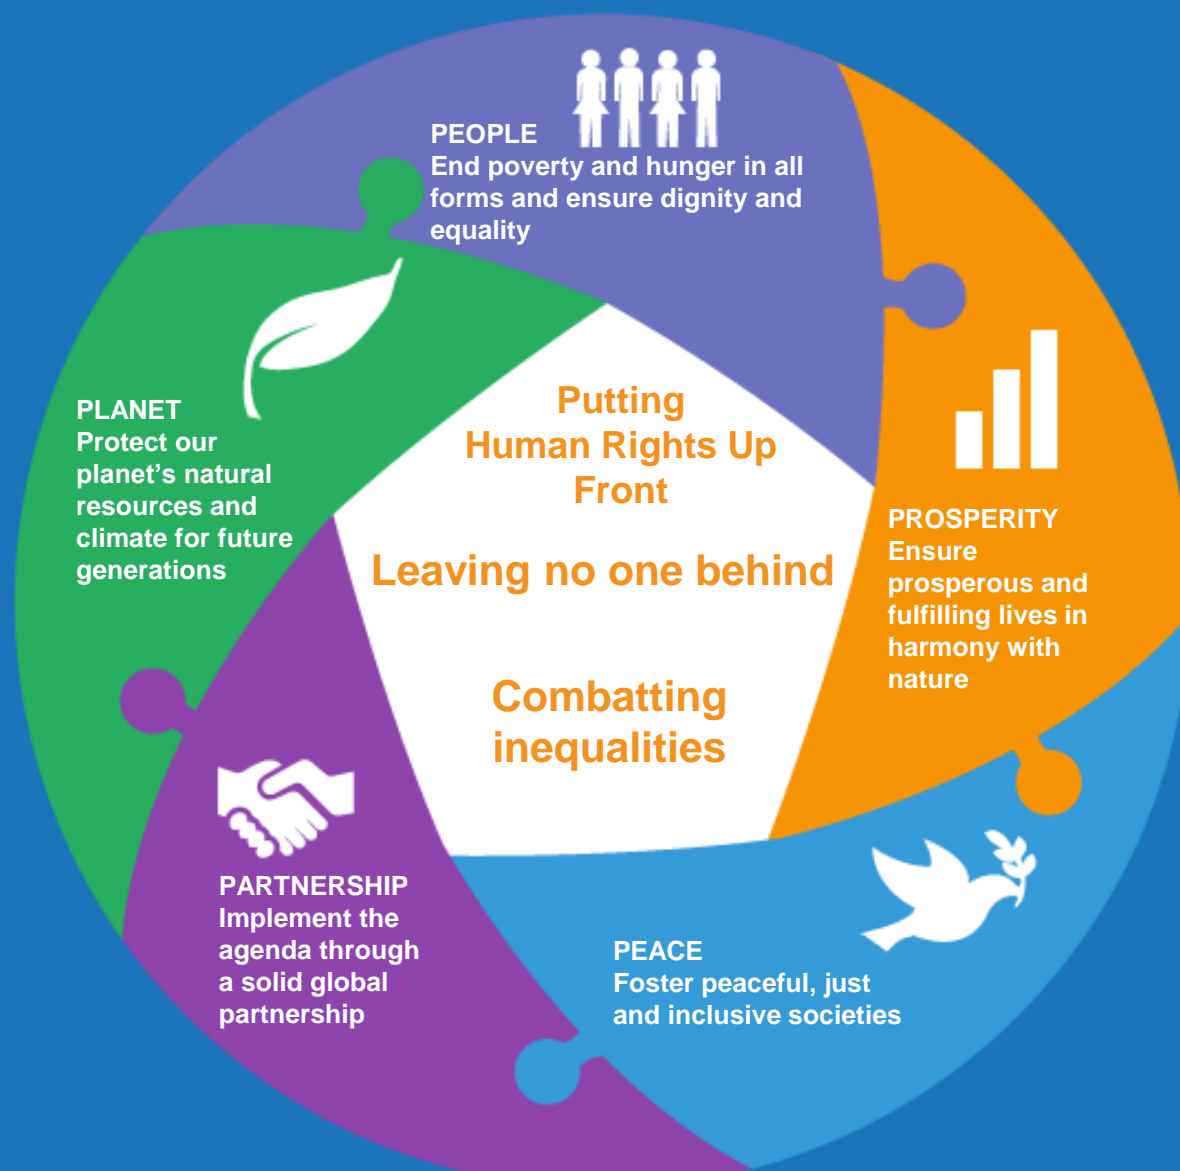 PEOPLE
End poverty and hunger in all
forms and ensure dignity and
equality
PLANET
Protect our
planet’s natural
resources and
climate for future
generations
Putting
Human Rights Up
Front
Leaving no one behind
Combatting
inequalities
PROSPERITY
Ensure
prosperous and
fulfilling lives in
harmony with
nature
PARTNERSHIP
Implement the
agenda through
a solid global
partnership
PEACE
Foster peaceful, just
and inclusive societies